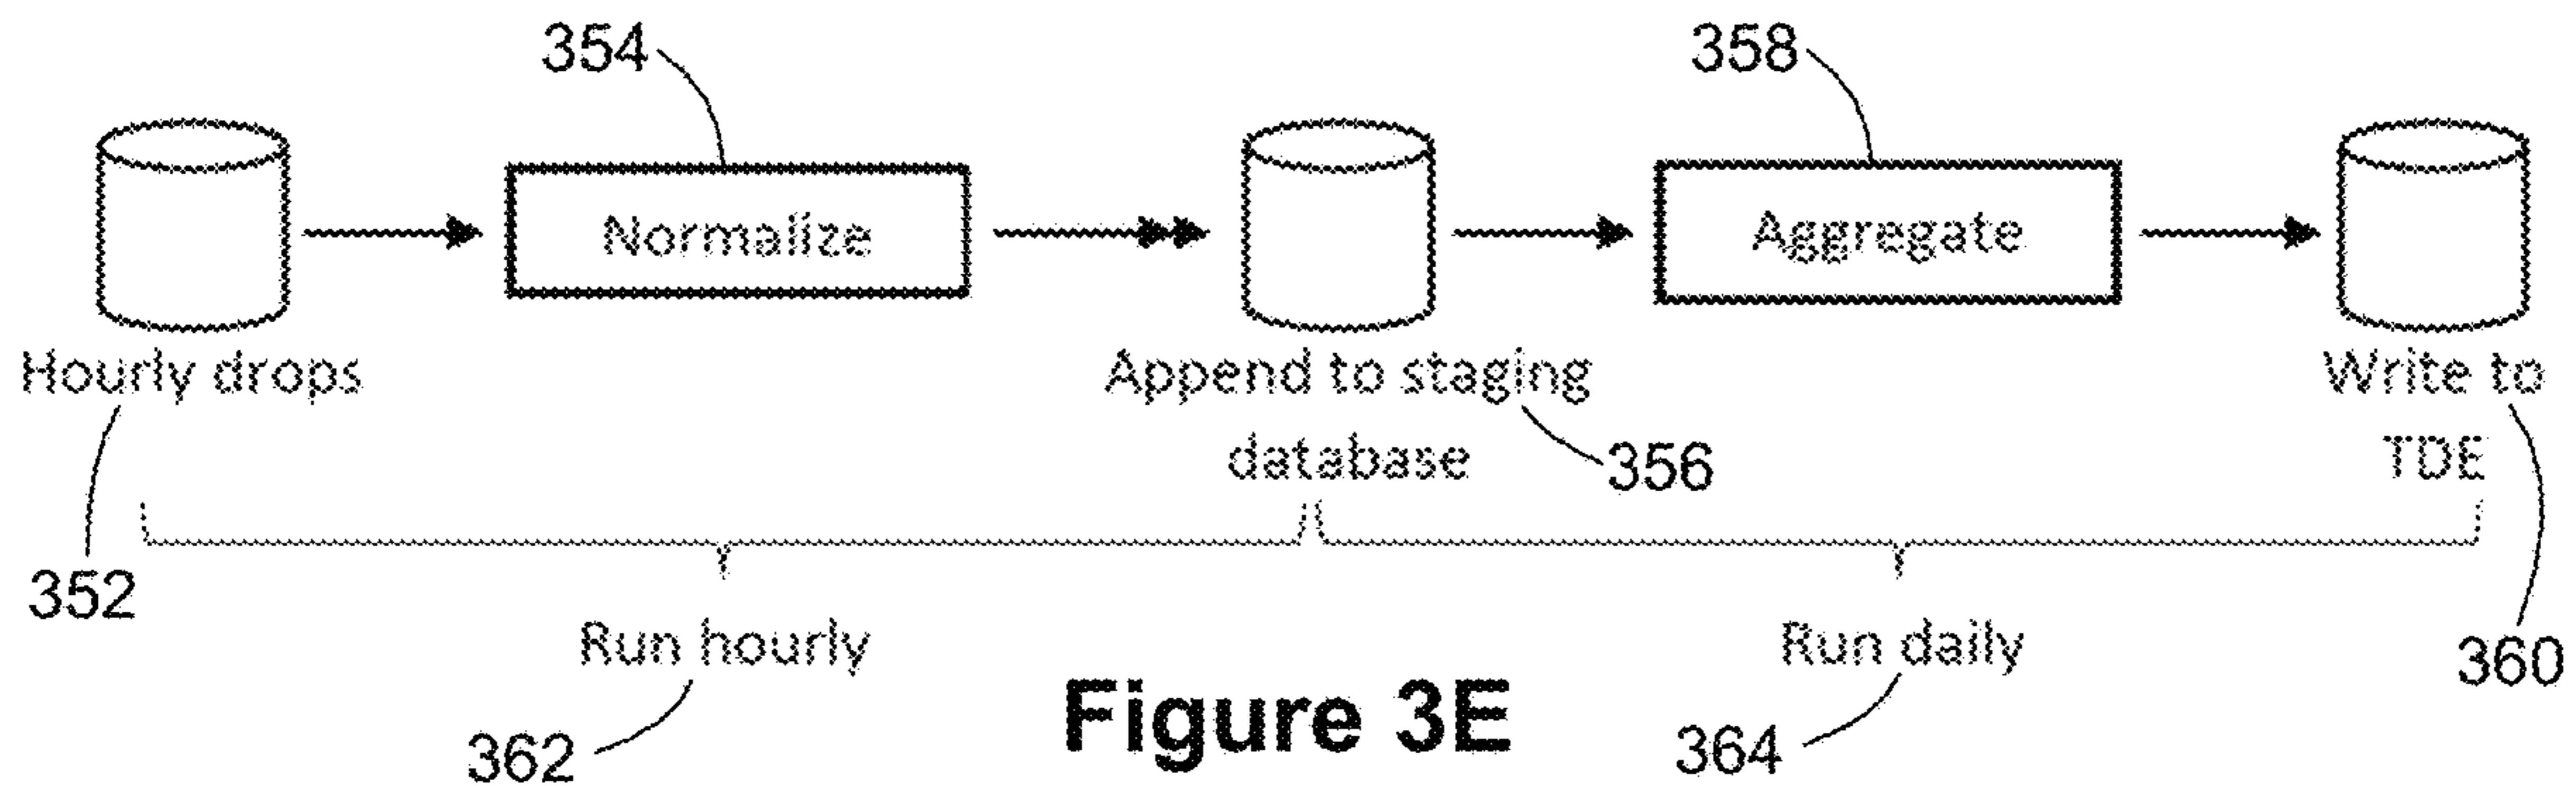 354
358
Normalize
Aggregate
Hourly drops
Append to staging
database
Write to
TDE
356
352
Run hourly
Run daily
360
362
Figure 3E
364